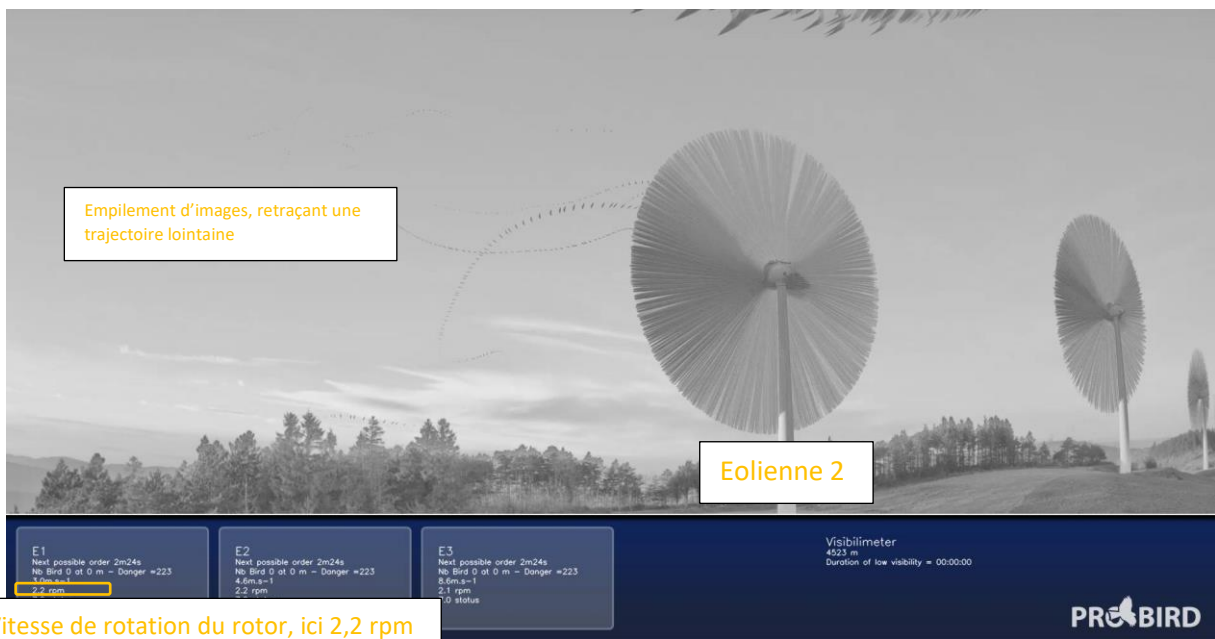 Empilement d’images, retraçant une
trajectoire lointaine
Eolienne 2
E1
Next possible order 2m24s
Nb Bird 0 at 0 m - Danger =223
3.0m.s-1
2.2 rpm
E2
Next possible order 2m24s
Nb Bird 0 at 0 m - Danger =223
4.6m.s-1
2.2 rpm
E3
Next possible order 2m24s
Nb Bird 0 at 0 m - Danger =223
8.6m.s-1
2.1 rpm
.0 status
Visibilimeter
4523 m
Duration of low visibility = 00:00:00
itesse de rotation du rotor, ici 2,2 rpm
PROBIRD